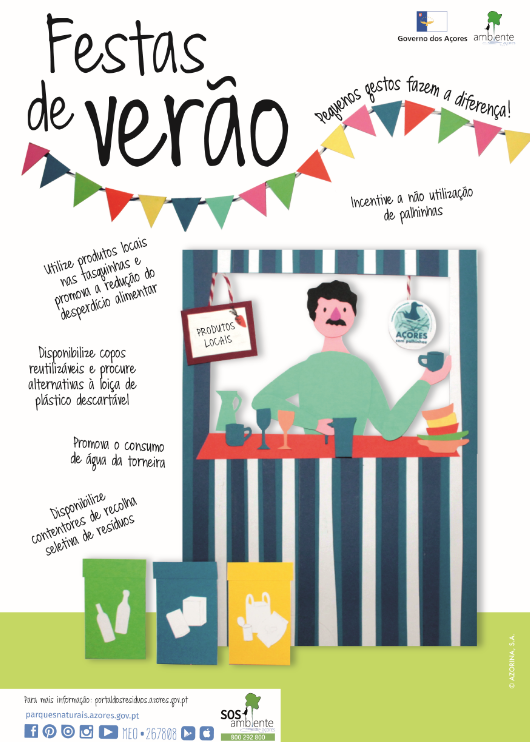 Governo dos Açores
ambiente
Festas
de verão
Pequenos gestos fazem a diferença!
Incentive a não utilização
de palhinhas
Utilize produtos locais
nas tasquinhas e
promova a redução do
desperdício alimentar
PRODUTOS
LOCAIS
AÇORES
sem palhinhas
Disponibilize copos
reutilizáveis e procure
alternativas à loiça de
plástico descartável
Promova o consumo
de água da torneira
Disponibilize
contentores de recolha
seletiva de resíduos
© AZORINA, S.A.
Para mais informação: portaldosresiduos.azores.gov.pt
parquesnaturais.azores.gov.pt
MEO • 267808
SOS
ambiente
800 292 800